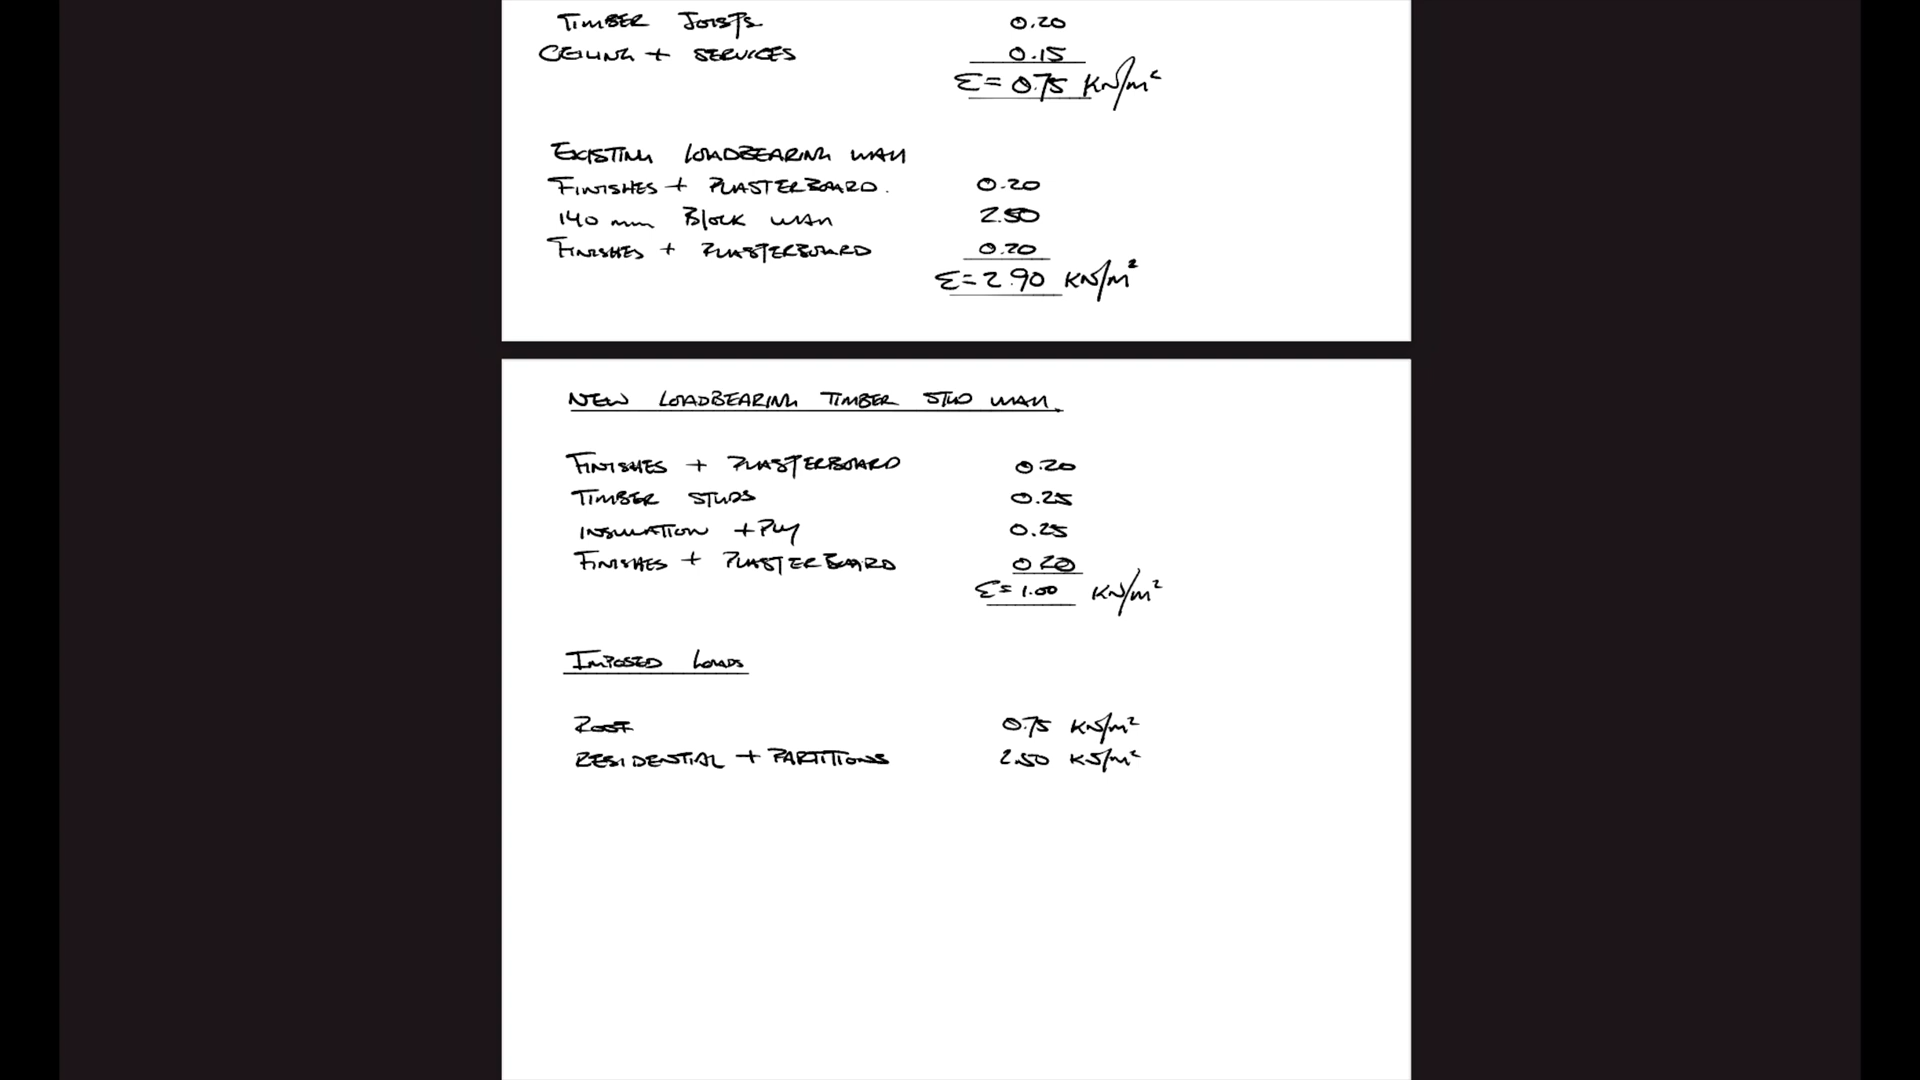 TIMBER JOISTS 0.20
CEILING + SERVICES 0.15
Σ= 0.75 KN/m²
EXISTING LOADBEARING WALL
FINISHES + PLASTERBOARD. 0.20
140 mm Block WALL 2.50
FINISHES + PLASTERBOARD 0.20
Σ= 2.90 KN/m²
NEW LOADBEARING TIMBER STUD WALL.
FINISHES + PLASTERBOARD 0.20
TIMBER STUDS 0.25
INSULATION + PLY 0.25
FINISHES + PLASTERBOARD 0.20
Σ= 1.00 KN/m²
IMPOSED LOADS
ROOF 0.75 KN/m²
RESIDENTIAL + PARTITIONS 2.50 KN/m²